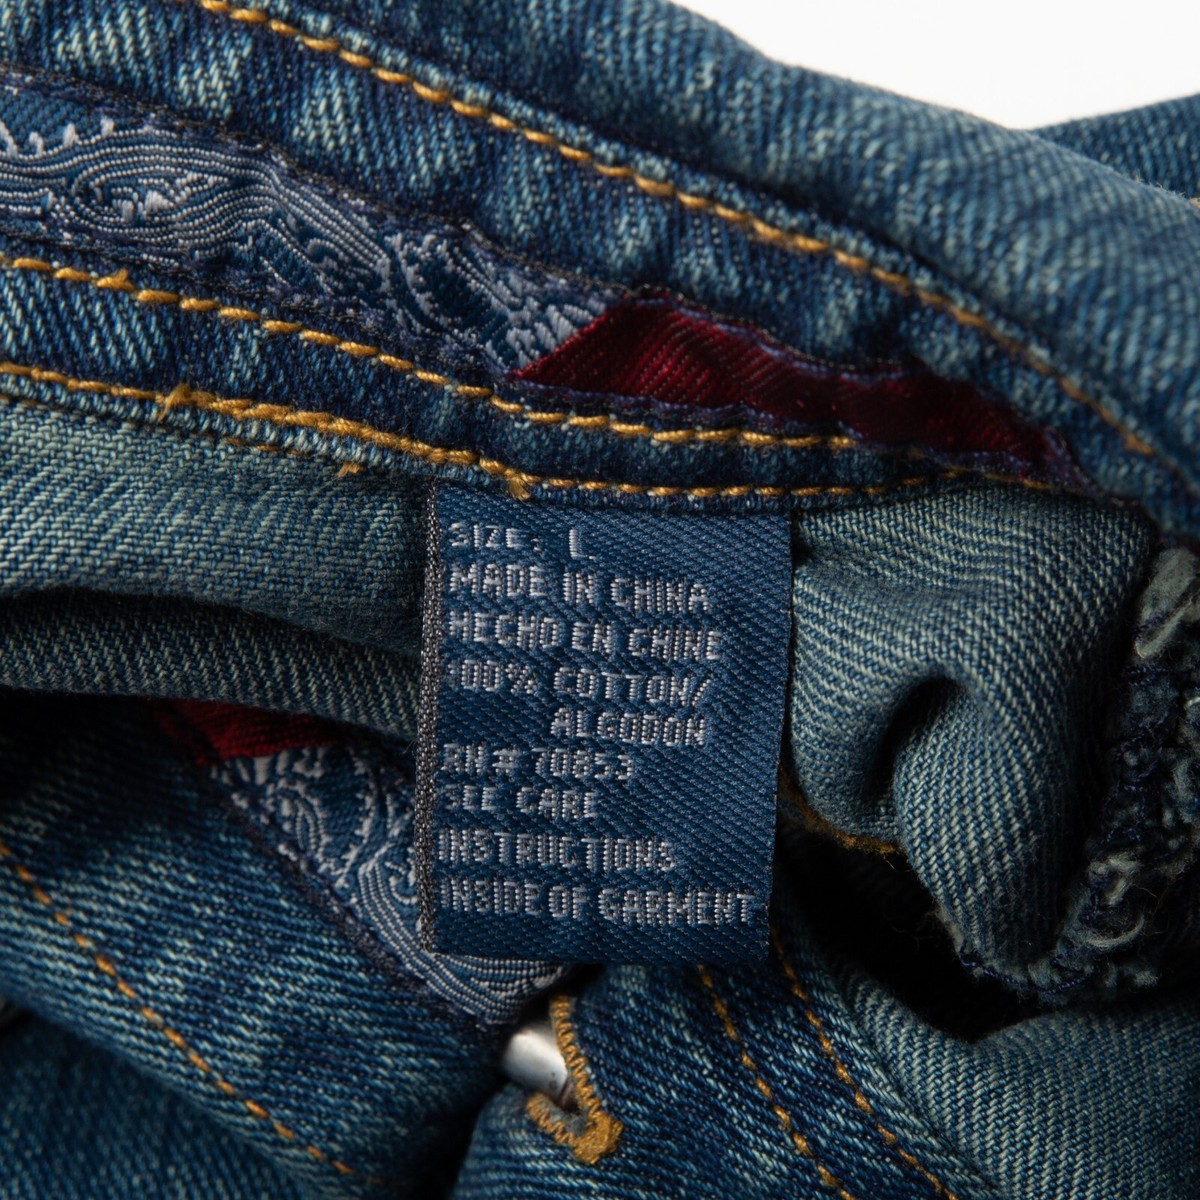 SIZE: L
MADE IN CHINA
HECHO EN CHINE
100% COTTON/
ALGODON
RN# 70853
SEE CARE
INSTRUCTIONS
INSIDE OF GARMENT